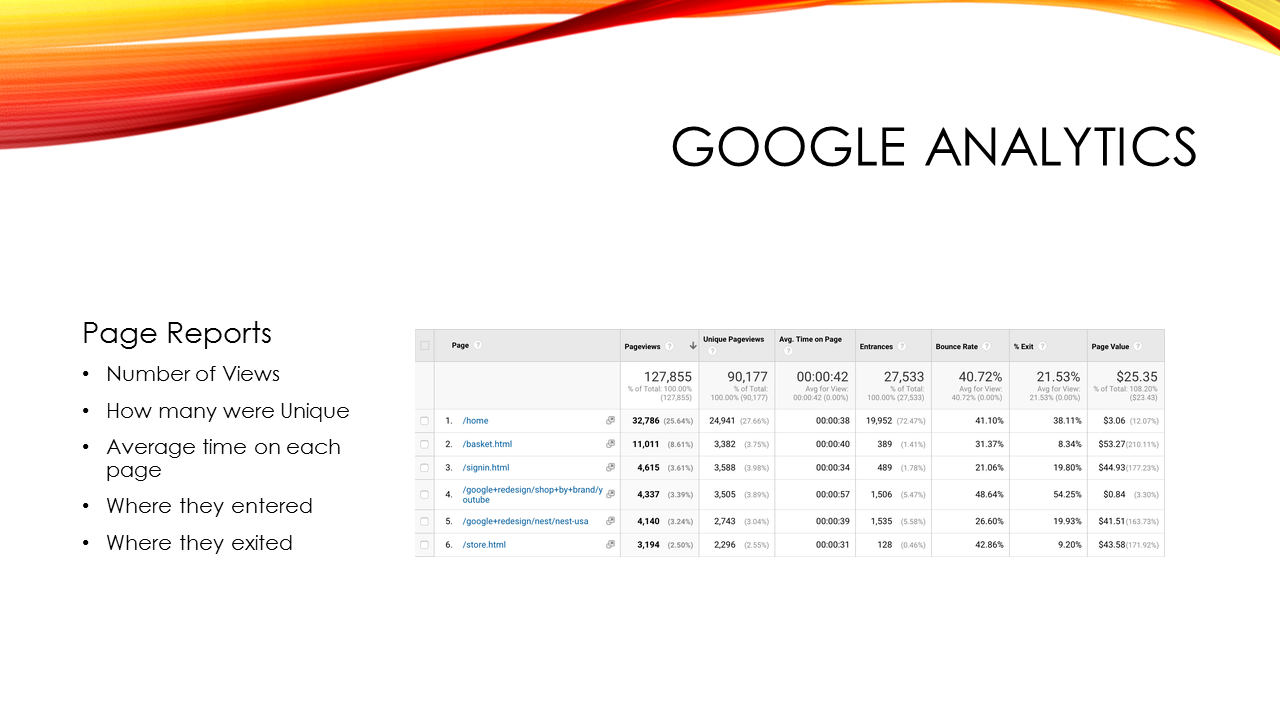 GOOGLE ANALYTICS
Page Reports
• Number of Views
• How many were Unique
• Average time on each
page
• Where they entered
• Where they exited
Page Pageviews Unique Pageviews Avg. Time on Page Entrances Bounce Rate % Exit Page Value
127,855 90,177 00:00:42 27,533 40.72% 21.53% $25.35
% of Total: 100.00% % of Total: Avg for View: % of Total: Avg for View: Avg for View: % of Total: 108.20%
(127,855) 100.00% (90,177) 00:00:42 (0.00%) 100.00% (27,533) 40.72% (0.00%) 21.53% (0.00%) ($23.43)
1. /home 32,786 (25.64%) 24,941 (27.66%) 00:00:38 19,952 (72.47%) 41.10% 38.11% $3.06 (12.07%)
2. /basket.html 11,011 (8.61%) 3,382 (3.75%) 00:00:40 389 (1.41%) 31.37% 8.34% $53.27(210.11%)
3. /signin.html 4,615 (3.61%) 3,588 (3.98%) 00:00:34 489 (1.78%) 21.06% 19.80% $44.93(177.23%)
4. /google+redesign/shop+by+brand/y
outube 4,337 (3.39%) 3,505 (3.89%) 00:00:57 1,506 (5.47%) 48.64% 54.25% $0.84 (3.30%)
5. /google+redesign/nest/nest-usa 4,140 (3.24%) 2,743 (3.04%) 00:00:39 1,535 (5.58%) 26.60% 19.93% $41.51(163.73%)
6. /store.html 3,194 (2.50%) 2,296 (2.55%) 00:00:31 128 (0.46%) 42.86% 9.20% $43.58(171.92%)